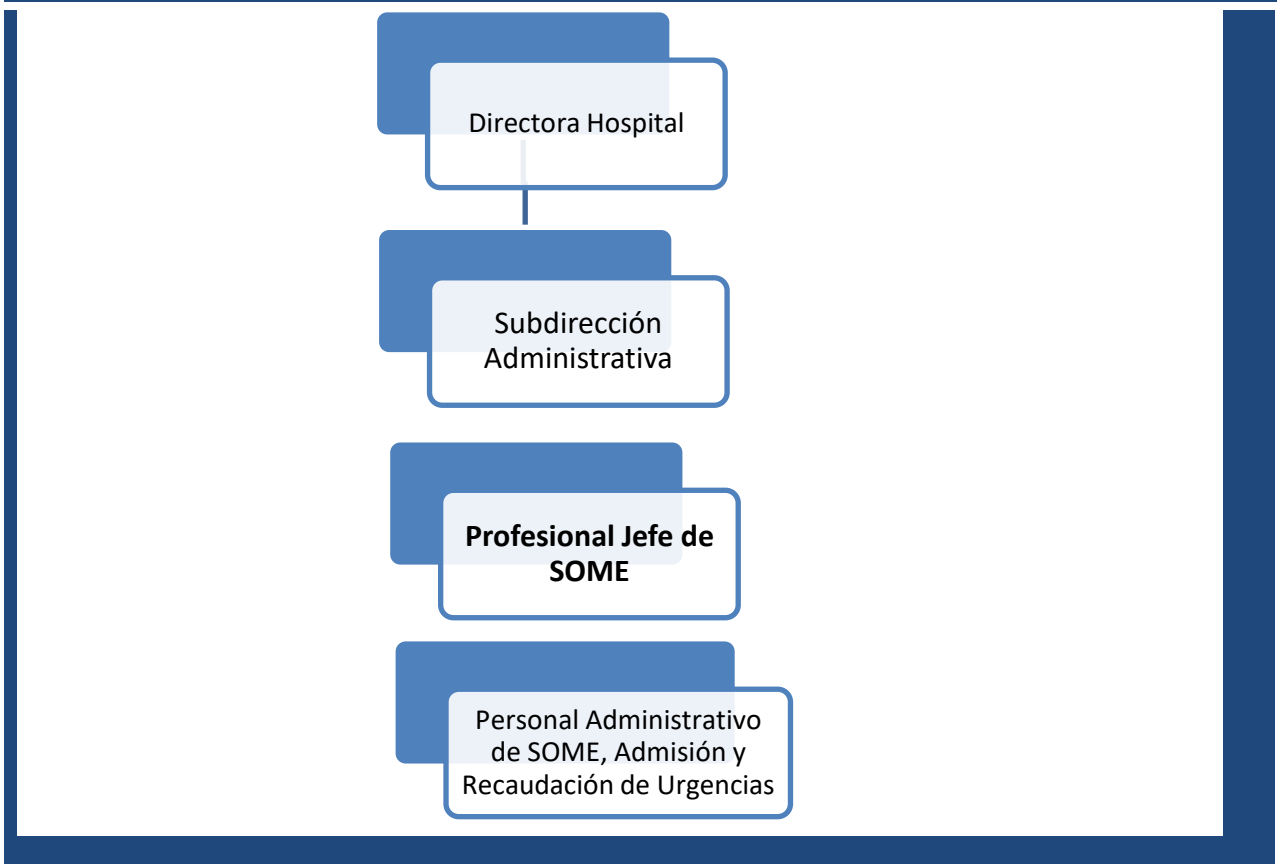 Directora Hospital
Subdirección
Administrativa
Profesional Jefe de
SOME
Personal Administrativo
de SOME, Admisión y
Recaudación de Urgencias